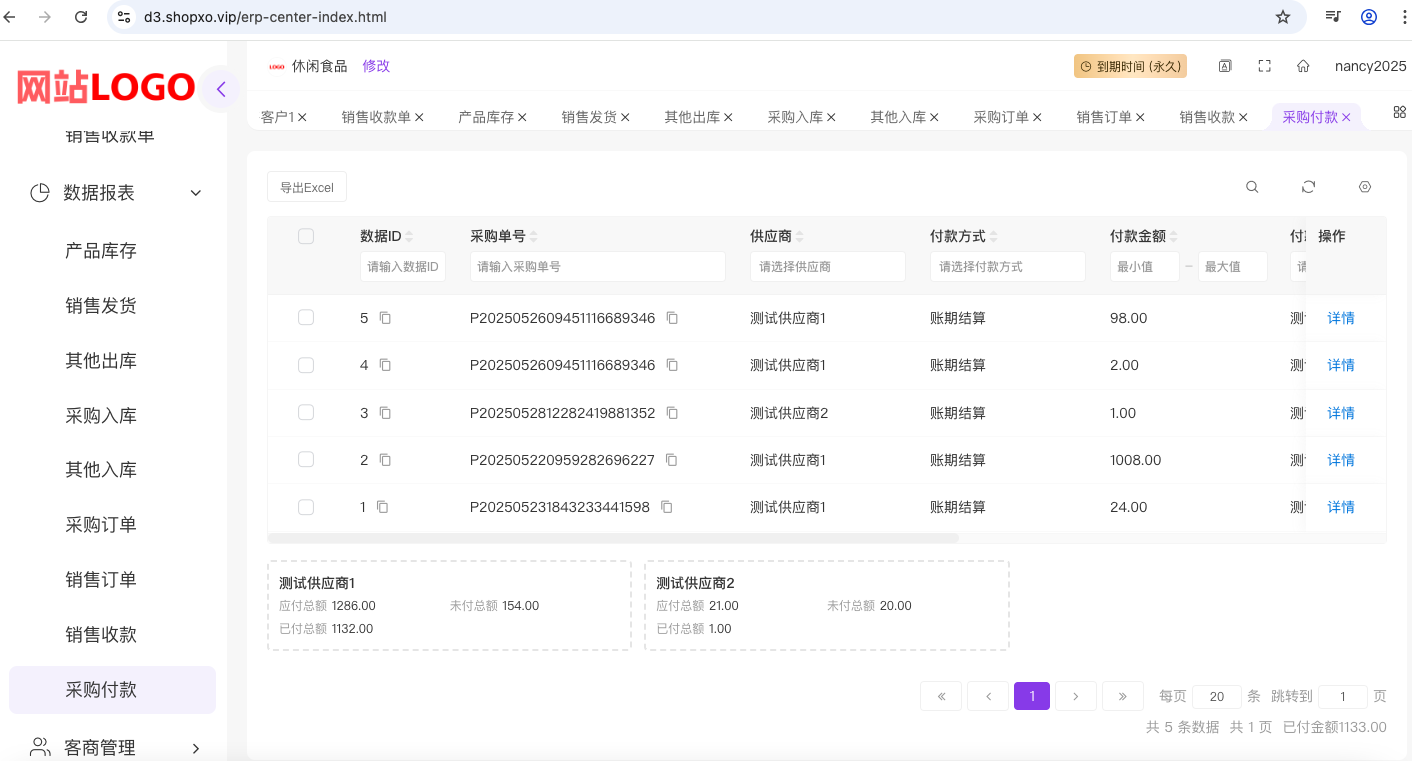 d3.shopxo.vip/erp-center-index.html
网站LOGO
LOGO 休闲食品 修改 到期时间 (永久) nancy2025
客户1 销售收款单 产品库存 销售发货 其他出库 采购入库 其他入库 采购订单 销售订单 销售收款 采购付款
销售收款单
数据报表
产品库存
销售发货
其他出库
采购入库
其他入库
采购订单
销售订单
销售收款
采购付款
客商管理
导出Excel
数据ID 采购单号 供应商 付款方式 付款金额 付 操作
请输入数据ID 请输入采购单号 请选择供应商 请选择付款方式 最小值 – 最大值
5 P2025052609451116689346 测试供应商1 账期结算 98.00 测 详情
4 P2025052609451116689346 测试供应商1 账期结算 2.00 测 详情
3 P2025052812282419881352 测试供应商2 账期结算 1.00 测 详情
2 P202505220959282696227 测试供应商1 账期结算 1008.00 测 详情
1 P202505231843233441598 测试供应商1 账期结算 24.00 测 详情
测试供应商1
应付总额 1286.00 未付总额 154.00
已付总额 1132.00
测试供应商2
应付总额 21.00 未付总额 20.00
已付总额 1.00
« ‹ 1 › » 每页 20 条 跳转到 1 页
共 5 条数据 共 1 页 已付金额1133.00